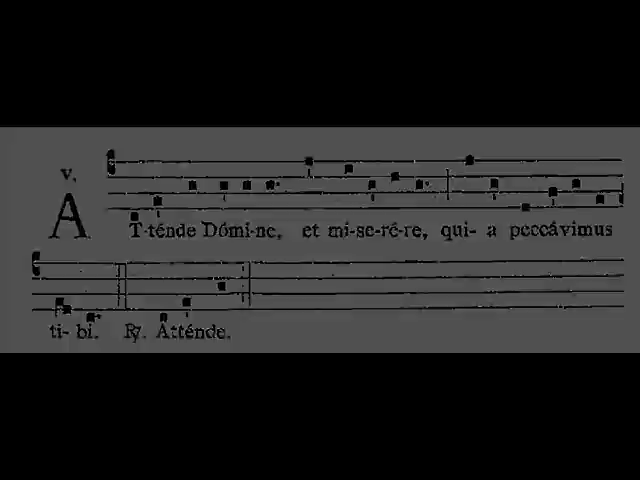 V.
A T-ténde Dómi-ne, et mi-se-ré-re, qui- a peccávimus
ti- bi. ℟. Atténde.